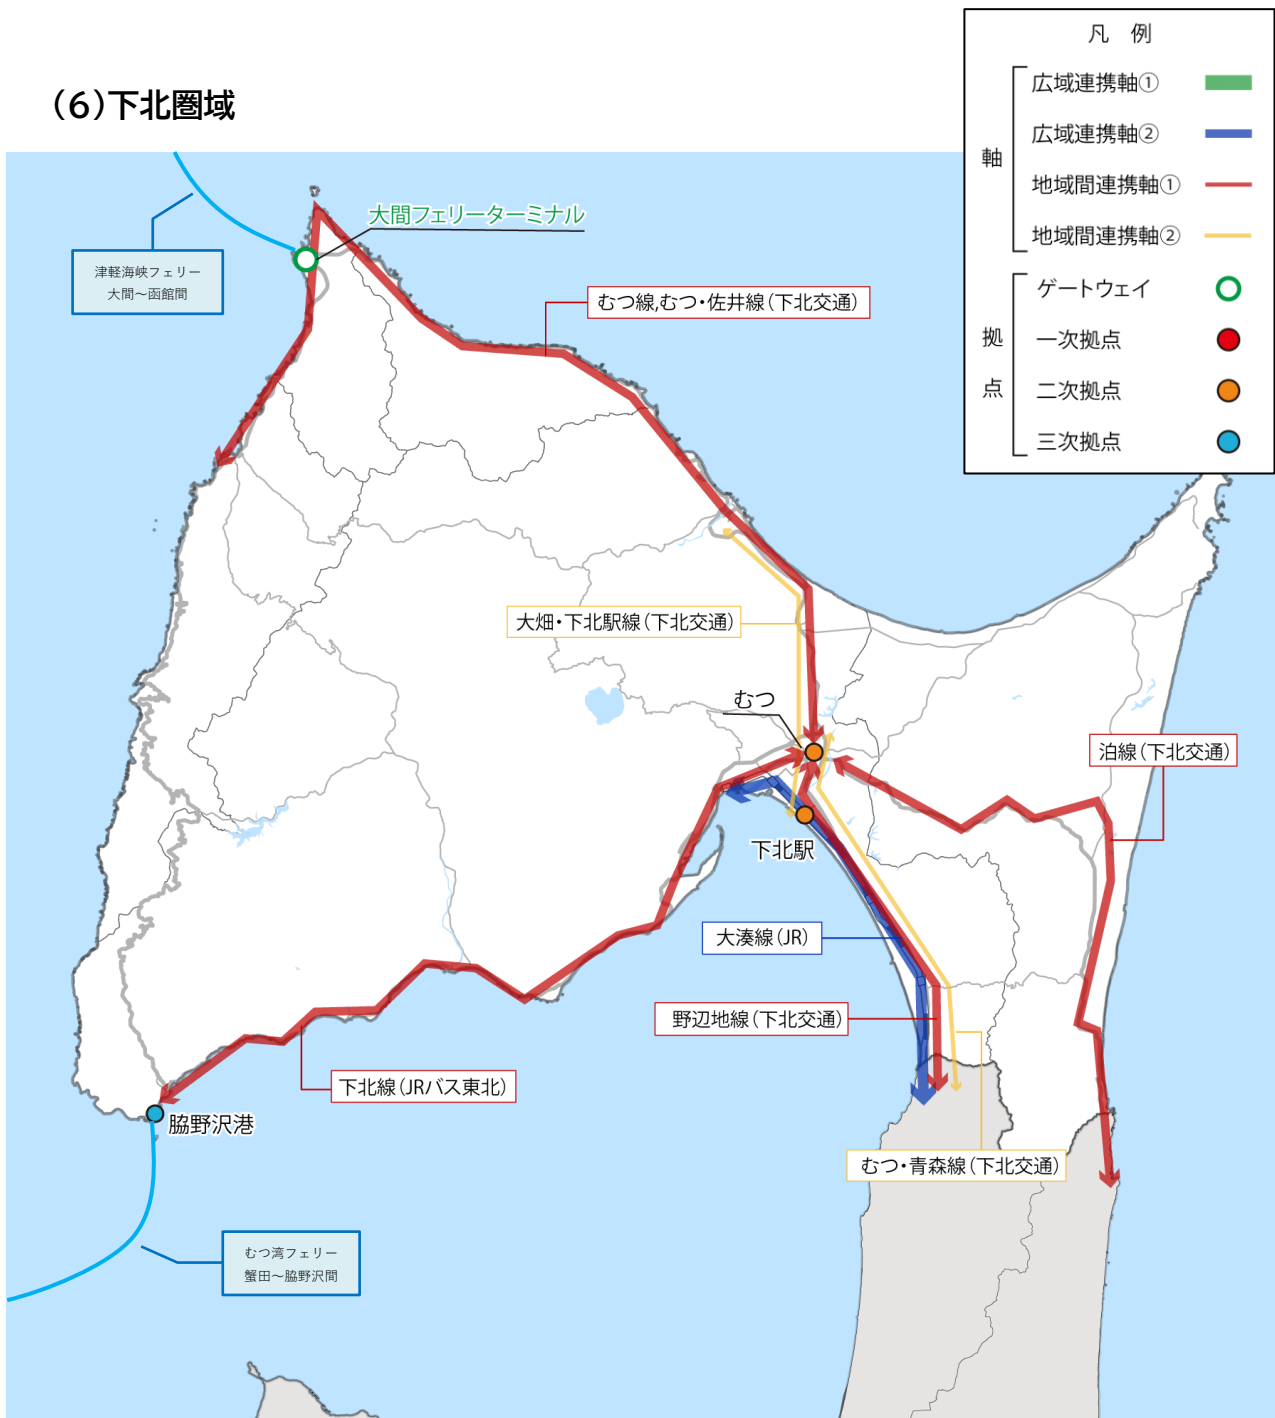 （6）下北圏域
凡 例
軸
広域連携軸①
広域連携軸②
地域間連携軸①
地域間連携軸②
拠点
ゲートウェイ
一次拠点
二次拠点
三次拠点
大間フェリーターミナル
津軽海峡フェリー
大間～函館間
むつ線,むつ・佐井線（下北交通）
大畑・下北駅線（下北交通）
むつ
泊線（下北交通）
下北駅
大湊線（JR）
野辺地線（下北交通）
下北線（JRバス東北）
脇野沢港
むつ・青森線（下北交通）
むつ湾フェリー
蟹田～脇野沢間